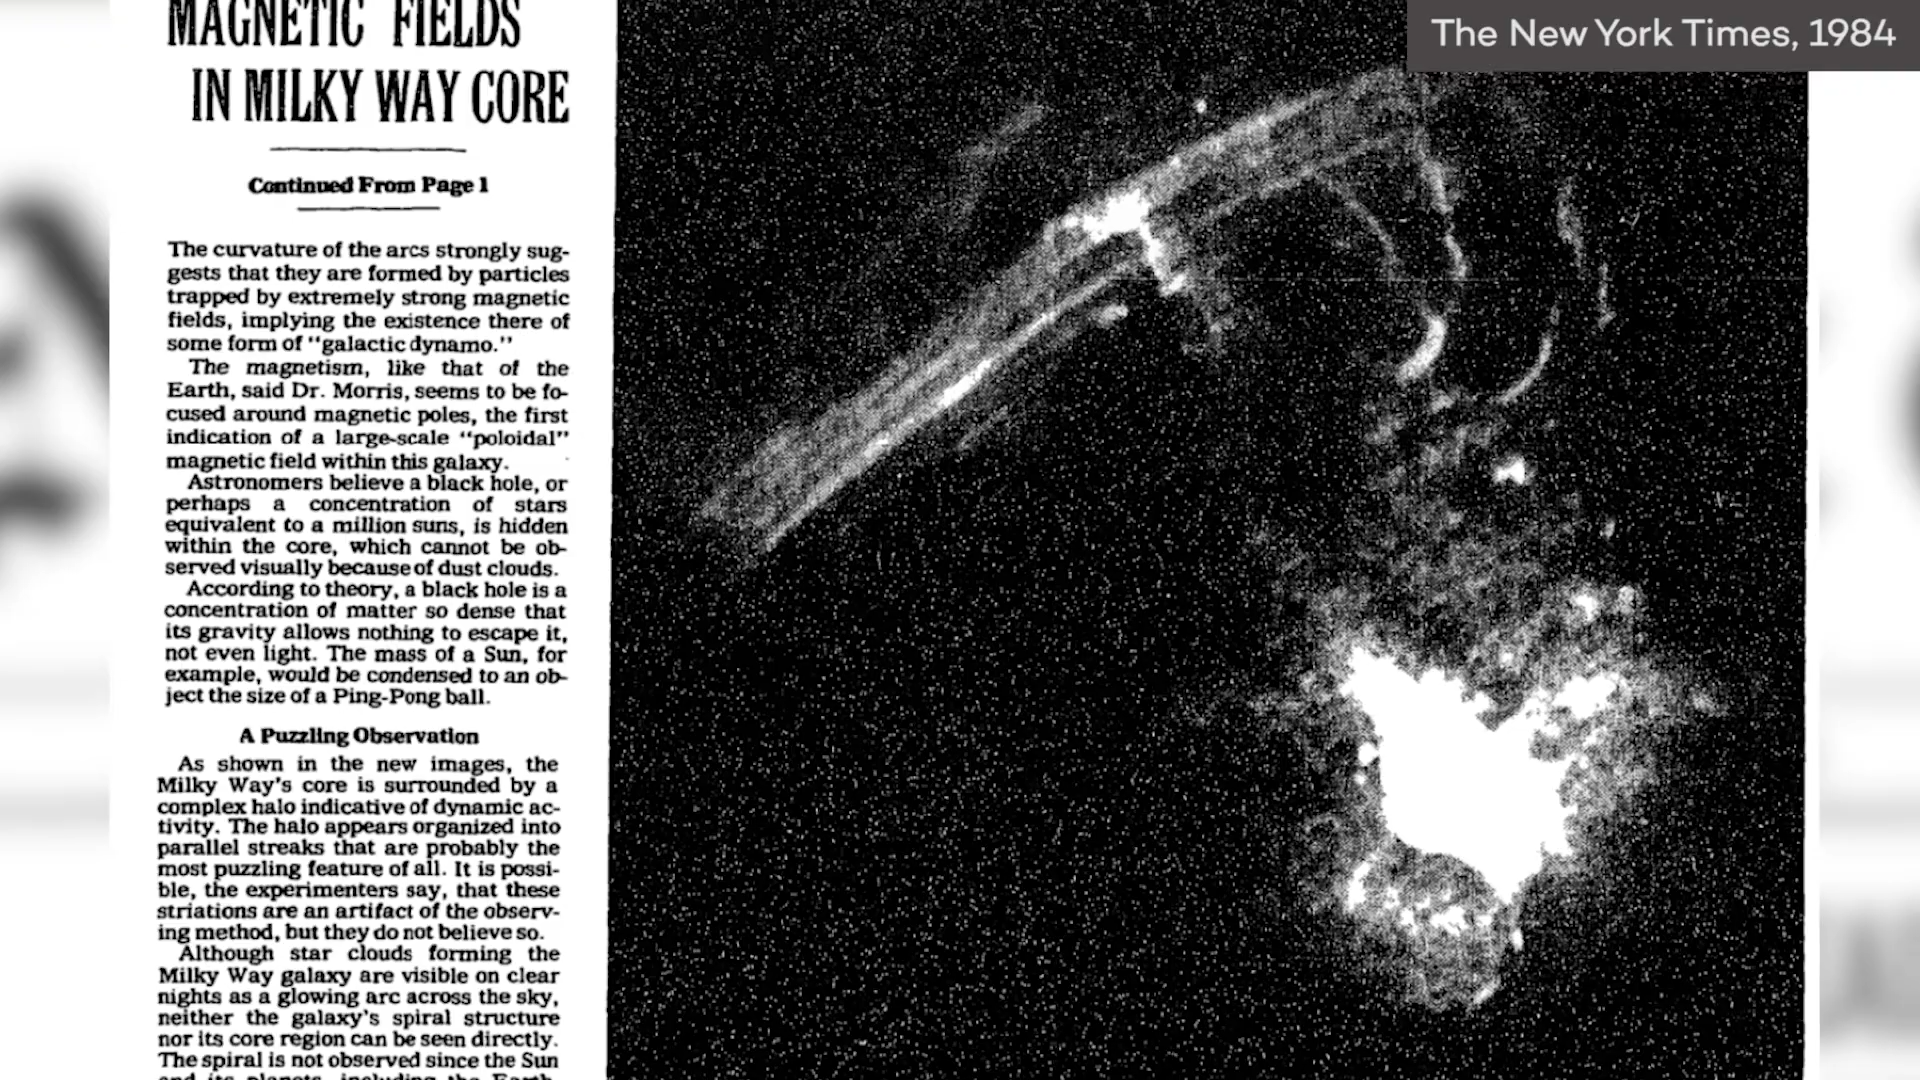 The New York Times, 1984
MAGNETIC FIELDS
IN MILKY WAY CORE
Continued From Page 1
The curvature of the arcs strongly sug-
gests that they are formed by particles
trapped by extremely strong magnetic
fields, implying the existence there of
some form of "galactic dynamo."
The magnetism, like that of the
Earth, said Dr. Morris, seems to be fo-
cused around magnetic poles, the first
indication of a large-scale "poloidal"
magnetic field within this galaxy.
Astronomers believe a black hole, or
perhaps a concentration of stars
equivalent to a million suns, is hidden
within the core, which cannot be ob-
served visually because of dust clouds.
According to theory, a black hole is a
concentration of matter so dense that
its gravity allows nothing to escape it,
not even light. The mass of a Sun, for
example, would be condensed to an ob-
ject the size of a Ping-Pong ball.
A Puzzling Observation
As shown in the new images, the
Milky Way's core is surrounded by a
complex halo indicative of dynamic ac-
tivity. The halo appears organized into
parallel streaks that are probably the
most puzzling feature of all. It is possi-
ble, the experimenters say, that these
striations are an artifact of the observ-
ing method, but they do not believe so.
Although star clouds forming the
Milky Way galaxy are visible on clear
nights as a glowing arc across the sky,
neither the galaxy's spiral structure
nor its core region can be seen directly.
The spiral is not observed since the Sun
and its planets, including the Earth,